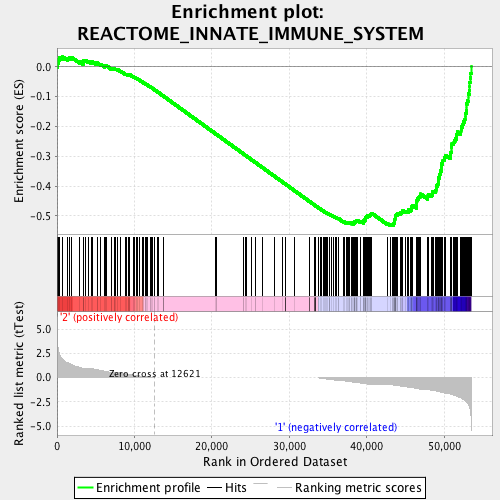 Enrichment plot:
REACTOME_INNATE_IMMUNE_SYSTEM
Enrichment score (ES)
0.0
-0.1
-0.2
-0.3
-0.4
-0.5
Ranked list metric (tTest)
5.0
2.5
0.0
-2.5
-5.0
'2' (positively correlated)
Zero cross at 12621
'1' (negatively correlated)
0
10,000
20,000
30,000
40,000
50,000
Rank in Ordered Dataset
Enrichment profile
Hits
Ranking metric scores